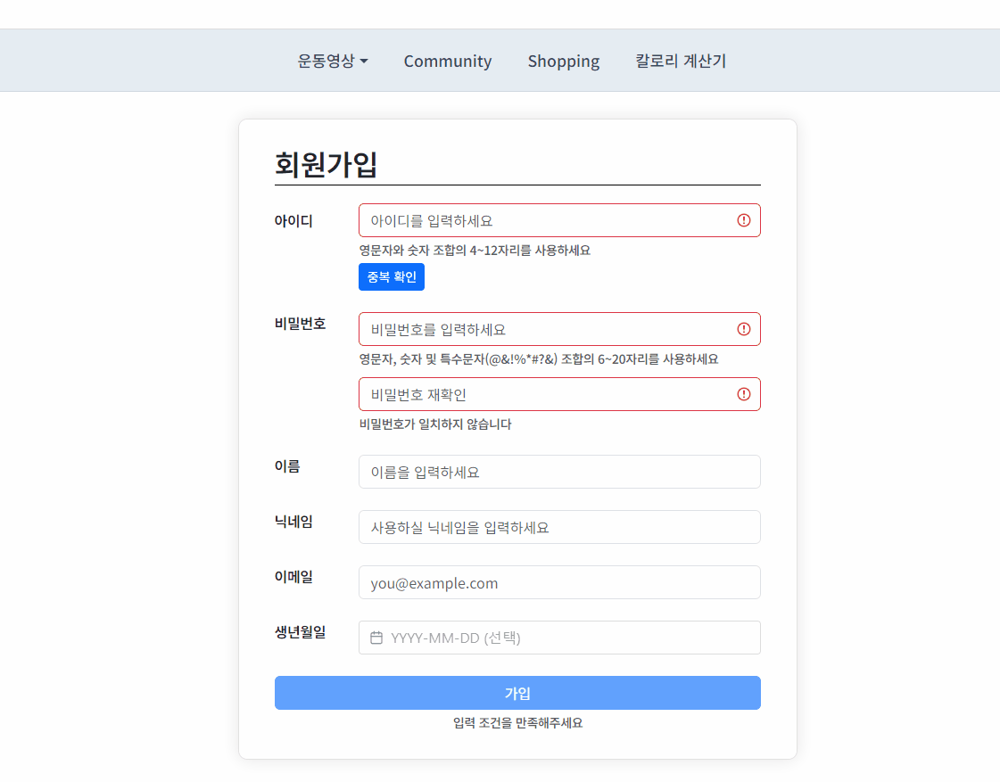 운동영상 Community Shopping 칼로리 계산기
회원가입
아이디 아이디를 입력하세요
영문자와 숫자 조합의 4~12자리를 사용하세요
중복 확인
비밀번호 비밀번호를 입력하세요
영문자, 숫자 및 특수문자(@&!%*#?&) 조합의 6~20자리를 사용하세요
비밀번호 재확인
비밀번호가 일치하지 않습니다
이름 이름을 입력하세요
닉네임 사용하실 닉네임을 입력하세요
이메일 you@example.com
생년월일 YYYY-MM-DD (선택)
가입
입력 조건을 만족해주세요